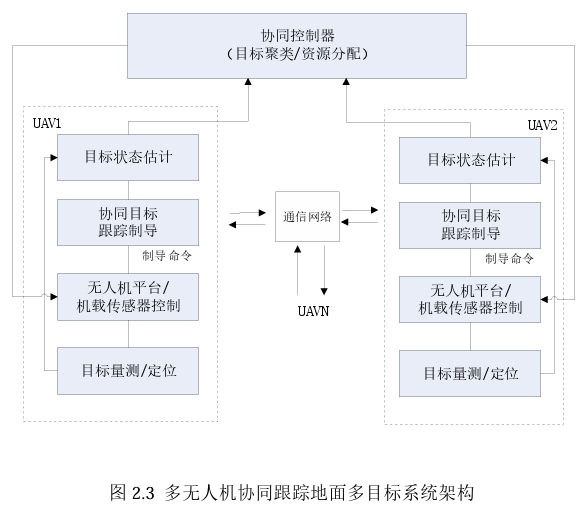 协同控制器
（目标聚类/资源分配）
UAV1
目标状态估计
协同目标
跟踪制导
制导命令
无人机平台/
机载传感器控制
目标量测/定位
通信网络
UAVN
UAV2
目标状态估计
协同目标
跟踪制导
制导命令
无人机平台/
机载传感器控制
目标量测/定位
图 2.3 多无人机协同跟踪地面多目标系统架构